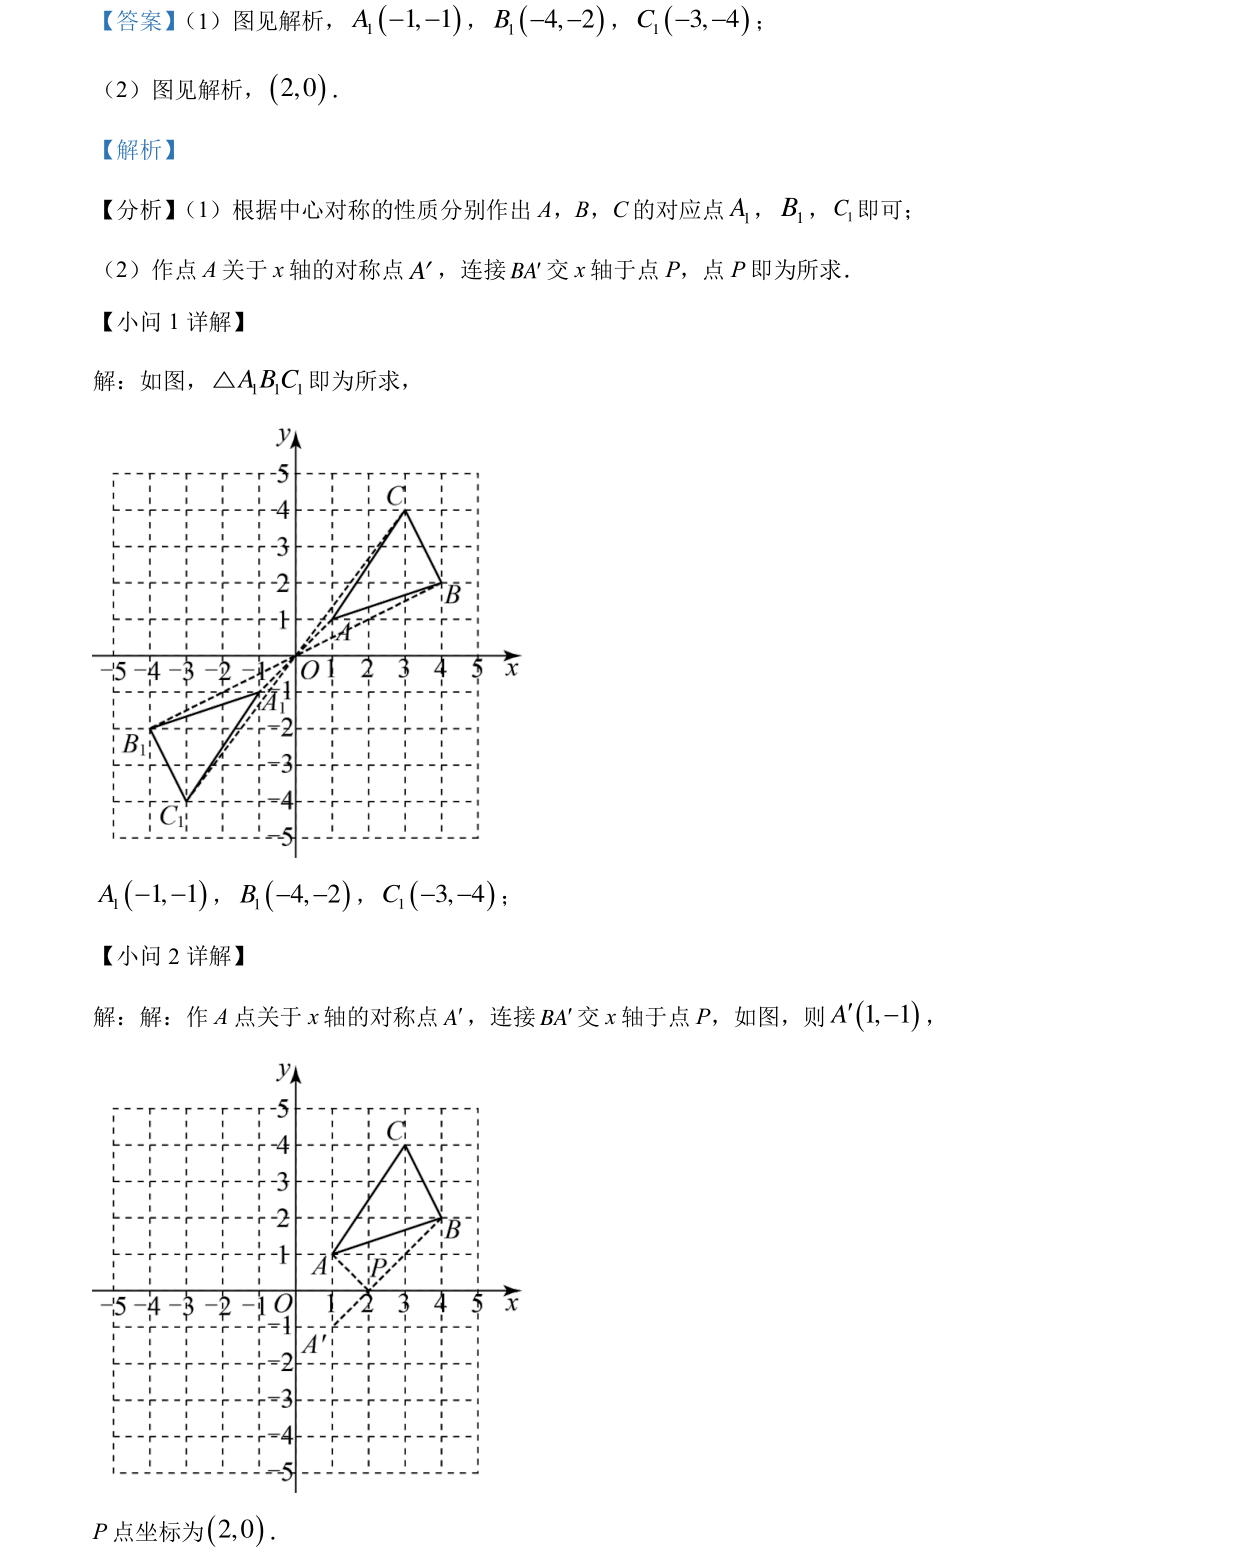 【答案】（1）图见解析，A₁(−1,−1)，B₁(−4,−2)，C₁(−3,−4)；
（2）图见解析，(2,0)．
【解析】
【分析】（1）根据中心对称的性质分别作出 A，B，C 的对应点 A₁，B₁，C₁ 即可；
（2）作点 A 关于 x 轴的对称点 A′，连接 BA′ 交 x 轴于点 P，点 P 即为所求．
【小问 1 详解】
解：如图，△A₁B₁C₁ 即为所求，
y
5
C
4
3
2
B
1
A
−5 −4 −3 −2 −1 O 1 2 3 4 5 x
−1
A₁
−2
B₁
−3
−4
C₁
−5
A₁(−1,−1)，B₁(−4,−2)，C₁(−3,−4)；
【小问 2 详解】
解：解：作 A 点关于 x 轴的对称点 A′，连接 BA′ 交 x 轴于点 P，如图，则 A′(1,−1)，
y
5
C
4
3
2
B
1
A P
−5 −4 −3 −2 −1 O 1 2 3 4 5 x
−1
A′
−2
−3
−4
−5
P 点坐标为(2,0)．